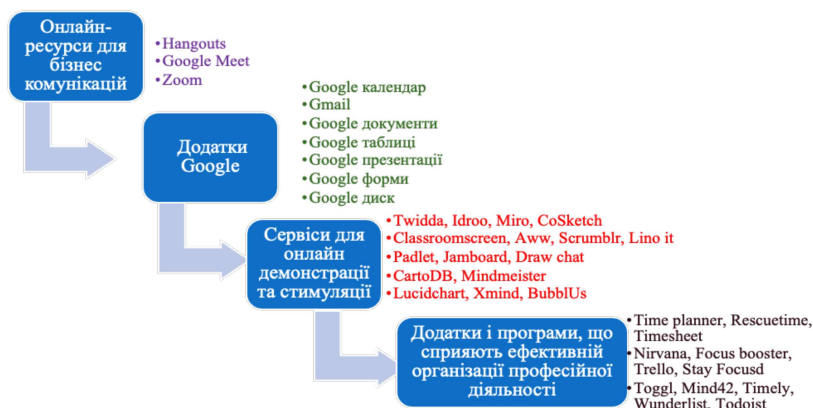 Онлайн-
ресурси для
бізнес
комунікацій
•Hangouts
•Google Meet
•Zoom
Додатки
Google
•Google календар
•Gmail
•Google документи
•Google таблиці
•Google презентації
•Google форми
•Google диск
Сервіси для
онлайн
демонстрації
та стимуляції
•Twidda, Idroo, Miro, CoSketch
•Classroomscreen, Aww, Scrumblr, Lino it
•Padlet, Jamboard, Draw chat
•CartoDB, Mindmeister
•Lucidchart, Xmind, BubblUs
Додатки і програми, що
сприяють ефективній
організації професійної
діяльності
•Time planner, Rescuetime,
Timesheet
•Nirvana, Focus booster,
Trello, Stay Focusd
•Toggl, Mind42, Timely,
Wunderlist, Todoist